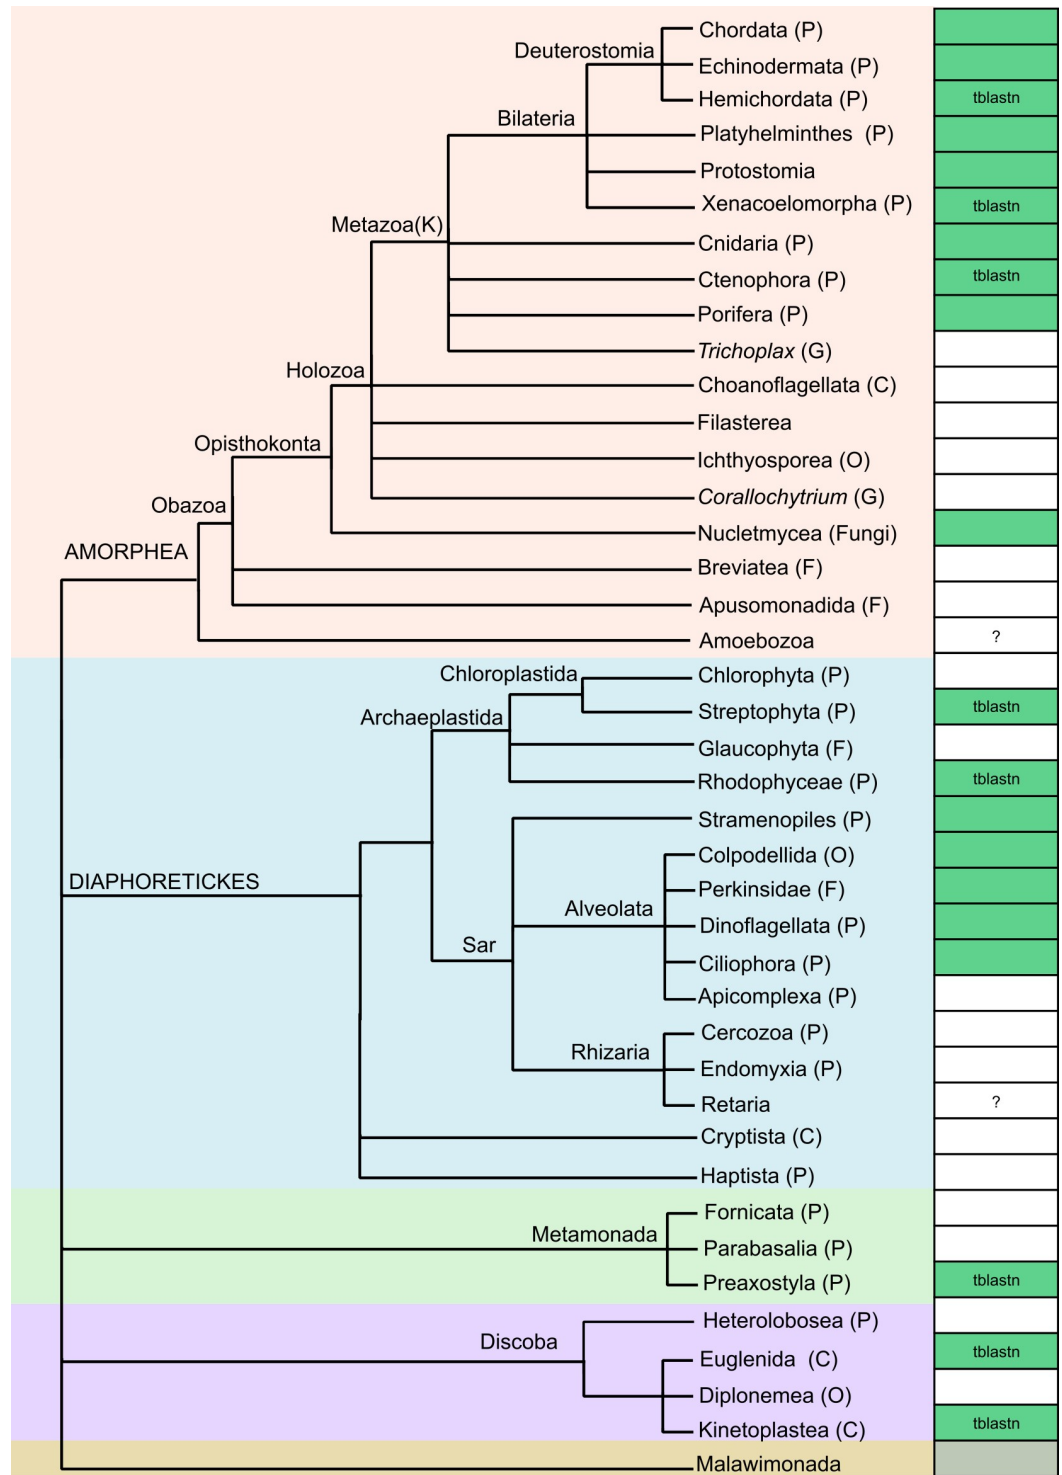 Chordata (P)
Deuterostomia
Echinodermata (P)
Hemichordata (P) tblastn
Bilateria
Platyhelminthes (P)
Protostomia
Xenacoelomorpha (P) tblastn
Metazoa(K)
Cnidaria (P)
Ctenophora (P) tblastn
Porifera (P)
Trichoplax (G)
Holozoa
Choanoflagellata (C)
Filasterea
Opisthokonta
Ichthyosporea (O)
Corallochytrium (G)
Obazoa
Nucletmycea (Fungi)
AMORPHEA
Breviatea (F)
Apusomonadida (F)
Amoebozoa ?
Chloroplastida
Chlorophyta (P)
Archaeplastida
Streptophyta (P) tblastn
Glaucophyta (F)
Rhodophyceae (P) tblastn
Stramenopiles (P)
Colpodellida (O)
DIAPHORETICKES
Perkinsidae (F)
Alveolata
Dinoflagellata (P)
Sar
Ciliophora (P)
Apicomplexa (P)
Cercozoa (P)
Rhizaria
Endomyxia (P)
Retaria ?
Cryptista (C)
Haptista (P)
Fornicata (P)
Metamonada
Parabasalia (P)
Preaxostyla (P) tblastn
Heterolobosea (P)
Discoba
Euglenida (C) tblastn
Diplonemea (O)
Kinetoplastea (C) tblastn
Malawimonada